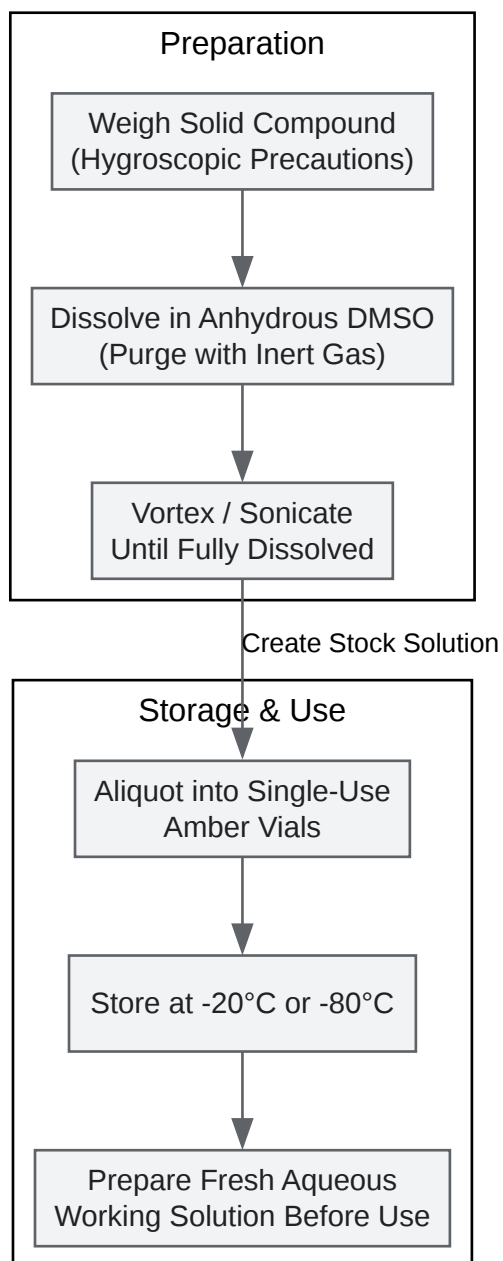 Preparation
Weigh Solid Compound
(Hygroscopic Precautions)
Dissolve in Anhydrous DMSO
(Purge with Inert Gas)
Vortex / Sonicate
Until Fully Dissolved
Create Stock Solution
Storage & Use
Aliquot into Single-Use
Amber Vials
Store at -20°C or -80°C
Prepare Fresh Aqueous
Working Solution Before Use